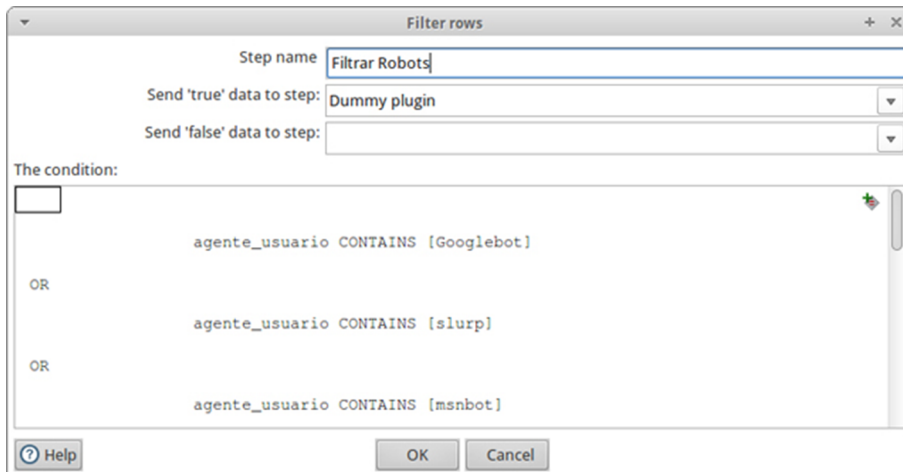 Filter rows
Step name Filtrar Robots
Send 'true' data to step: Dummy plugin
Send 'false' data to step:
The condition:
agente_usuario CONTAINS [Googlebot]
OR
agente_usuario CONTAINS [slurp]
OR
agente_usuario CONTAINS [msnbot]
Help OK Cancel